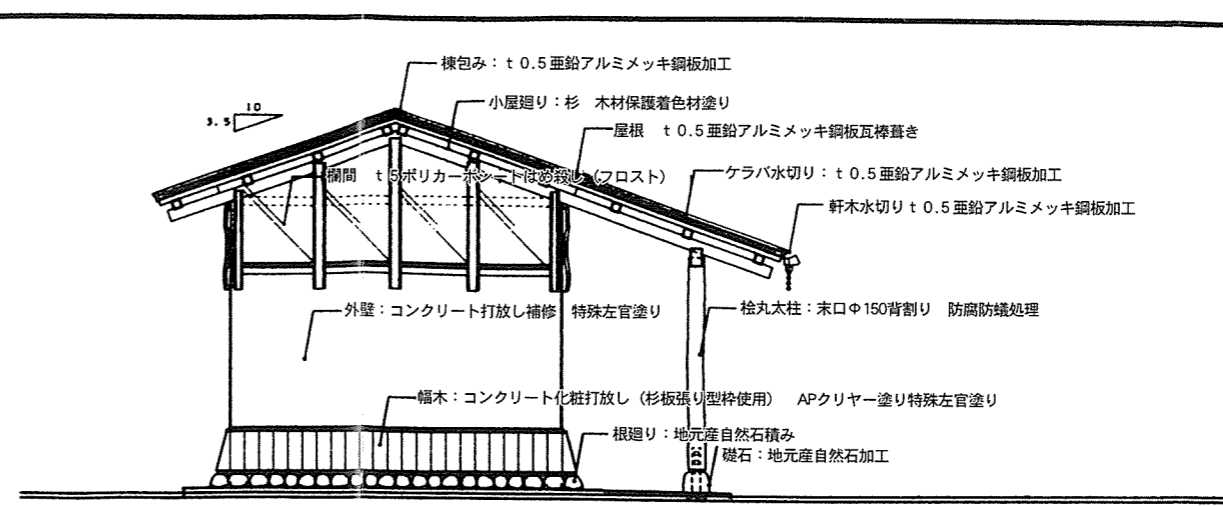 棟包み：ｔ０.５亜鉛アルミメッキ鋼板加工
10
3.5
小屋廻り：杉　木材保護着色材塗り
屋根　ｔ０.５亜鉛アルミメッキ鋼板瓦棒葺き
欄間　ｔ５ポリカーボシートはめ殺し（フロスト）
ケラバ水切り：ｔ０.５亜鉛アルミメッキ鋼板加工
軒木水切りｔ０.５亜鉛アルミメッキ鋼板加工
外壁：コンクリート打放し補修　特殊左官塗り
桧丸太柱：末口Φ150背割り　防腐防蟻処理
幅木：コンクリート化粧打放し（杉板張り型枠使用）　APクリヤー塗り特殊左官塗り
根廻り：地元産自然石積み
礎石：地元産自然石加工